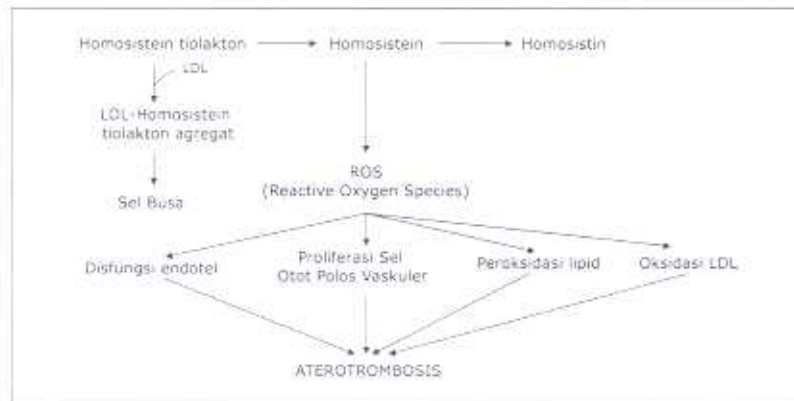 Homosistein tiolakton Homosistein Homosistin
LDL
LDL-Homosistein
tiolakton agregat
ROS
(Reactive Oxygen Species)
Sel Busa
Disfungsi endotel
Proliferasi Sel
Otot Polos Vaskuler
Peroksidasi lipid
Oksidasi LDL
ATEROTROMBOSIS